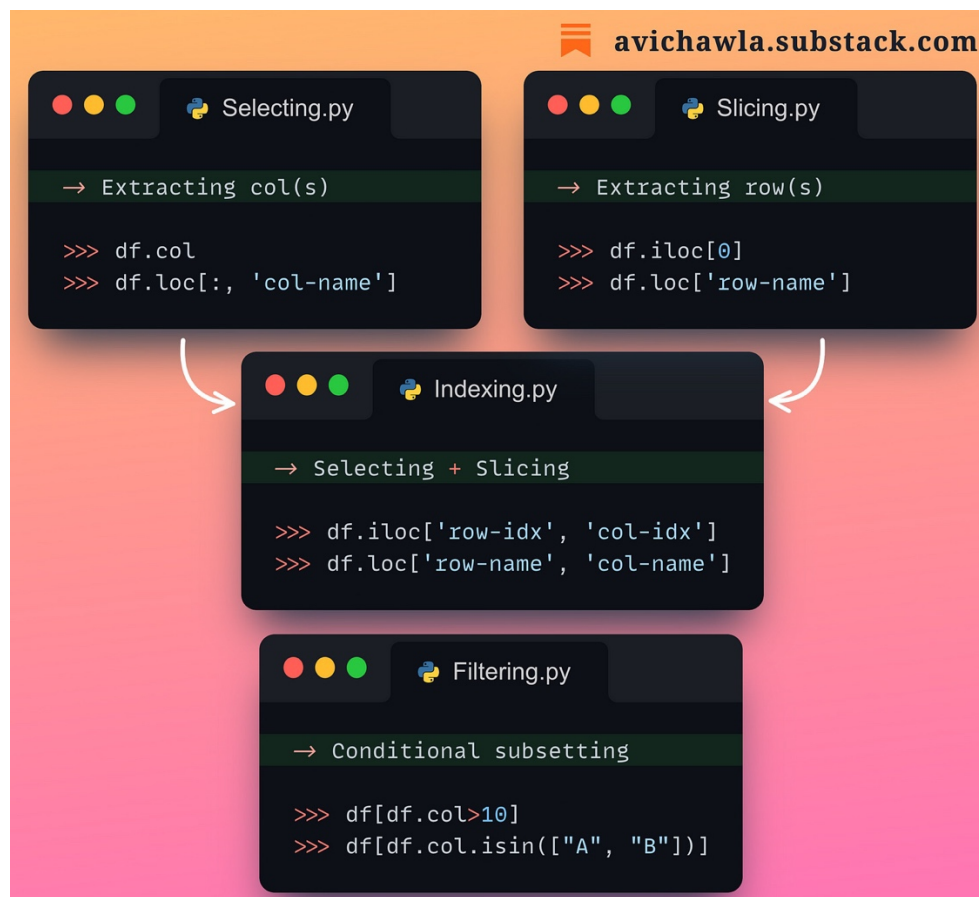 avichawla.substack.com
Selecting.py
→ Extracting col(s)
>>> df.col
>>> df.loc[:, 'col-name']
Slicing.py
→ Extracting row(s)
>>> df.iloc[0]
>>> df.loc['row-name']
Indexing.py
→ Selecting + Slicing
>>> df.iloc['row-idx', 'col-idx']
>>> df.loc['row-name', 'col-name']
Filtering.py
→ Conditional subsetting
>>> df[df.col>10]
>>> df[df.col.isin(["A", "B"])]